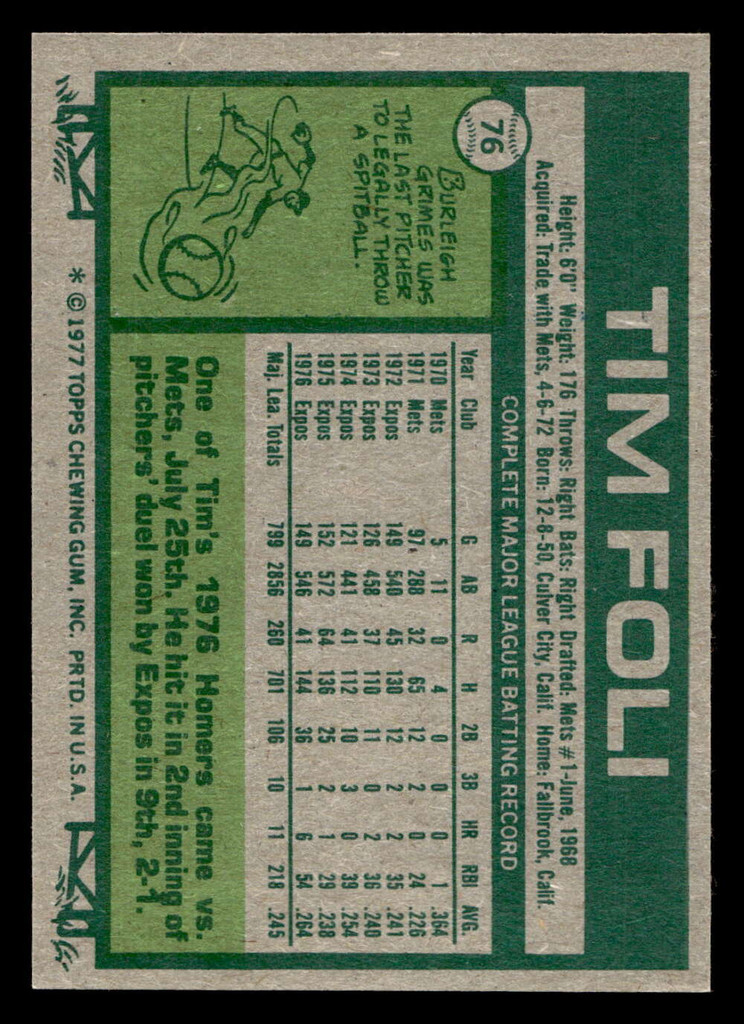 76
TIM FOLI
Height: 6'0" Weight: 176 Throws: Right Bats: Right Drafted: Mets #1-June, 1968
Acquired: Trade with Mets, 4-6-72 Born: 12-8-50, Culver City, Calif. Home: Fallbrook, Calif.
COMPLETE MAJOR LEAGUE BATTING RECORD
BURLEIGH
GRIMES WAS
THE LAST PITCHER
TO LEGALLY THROW
A SPITBALL.
Year Club G AB R H 2B 3B HR RBI AVG.
1970 Mets 5 11 0 4 0 0 0 1 .364
1971 Mets 97 288 32 65 12 2 0 24 .226
1972 Expos 149 540 45 130 12 2 2 35 .241
1973 Expos 126 458 37 110 11 0 2 36 .240
1974 Expos 121 441 41 112 10 3 0 39 .254
1975 Expos 152 572 64 136 25 2 1 29 .238
1976 Expos 149 546 41 144 36 1 6 54 .264
Maj. Lea. Totals 799 2856 260 701 106 10 11 218 .245
One of Tim's 1976 Homers came vs.
Mets, July 25th. He hit it in 2nd inning of
pitchers' duel won by Expos in 9th, 2-1.
* © 1977 TOPPS CHEWING GUM, INC. PRTD. IN U.S.A.